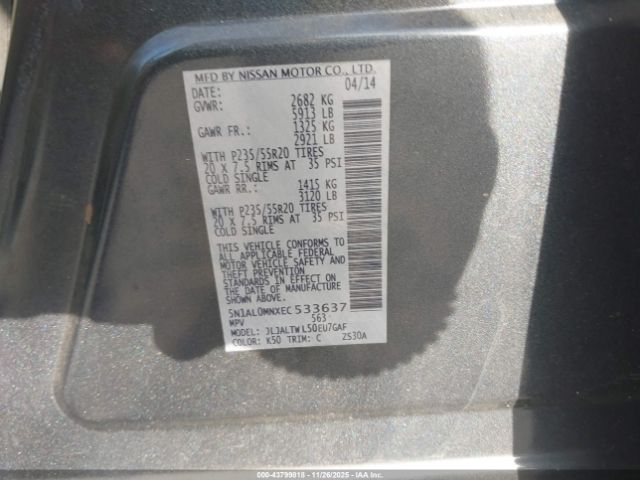 MFD BY NISSAN MOTOR CO., LTD.
DATE: 04/14
GVWR: 2682 KG
5913 LB
GAWR FR.: 1325 KG
2921 LB
WITH P235/55R20 TIRES
20 X 7.5 RIMS AT 35 PSI
COLD SINGLE
GAWR RR.: 1415 KG
3120 LB
WITH P235/55R20 TIRES
20 X 7.5 RIMS AT 35 PSI
COLD SINGLE
THIS VEHICLE CONFORMS TO
ALL APPLICABLE FEDERAL
MOTOR VEHICLE SAFETY AND
THEFT PREVENTION
STANDARDS IN EFFECT ON
THE DATE OF MANUFACTURE
SHOWN ABOVE.
5N1AL0MNXEC533637
MPV 563
MODEL: JLJALTWL50EU7GAF
COLOR: K50 TRIM: C ZS30A
000-43799818 - 11/26/2025 - IAAI.COM